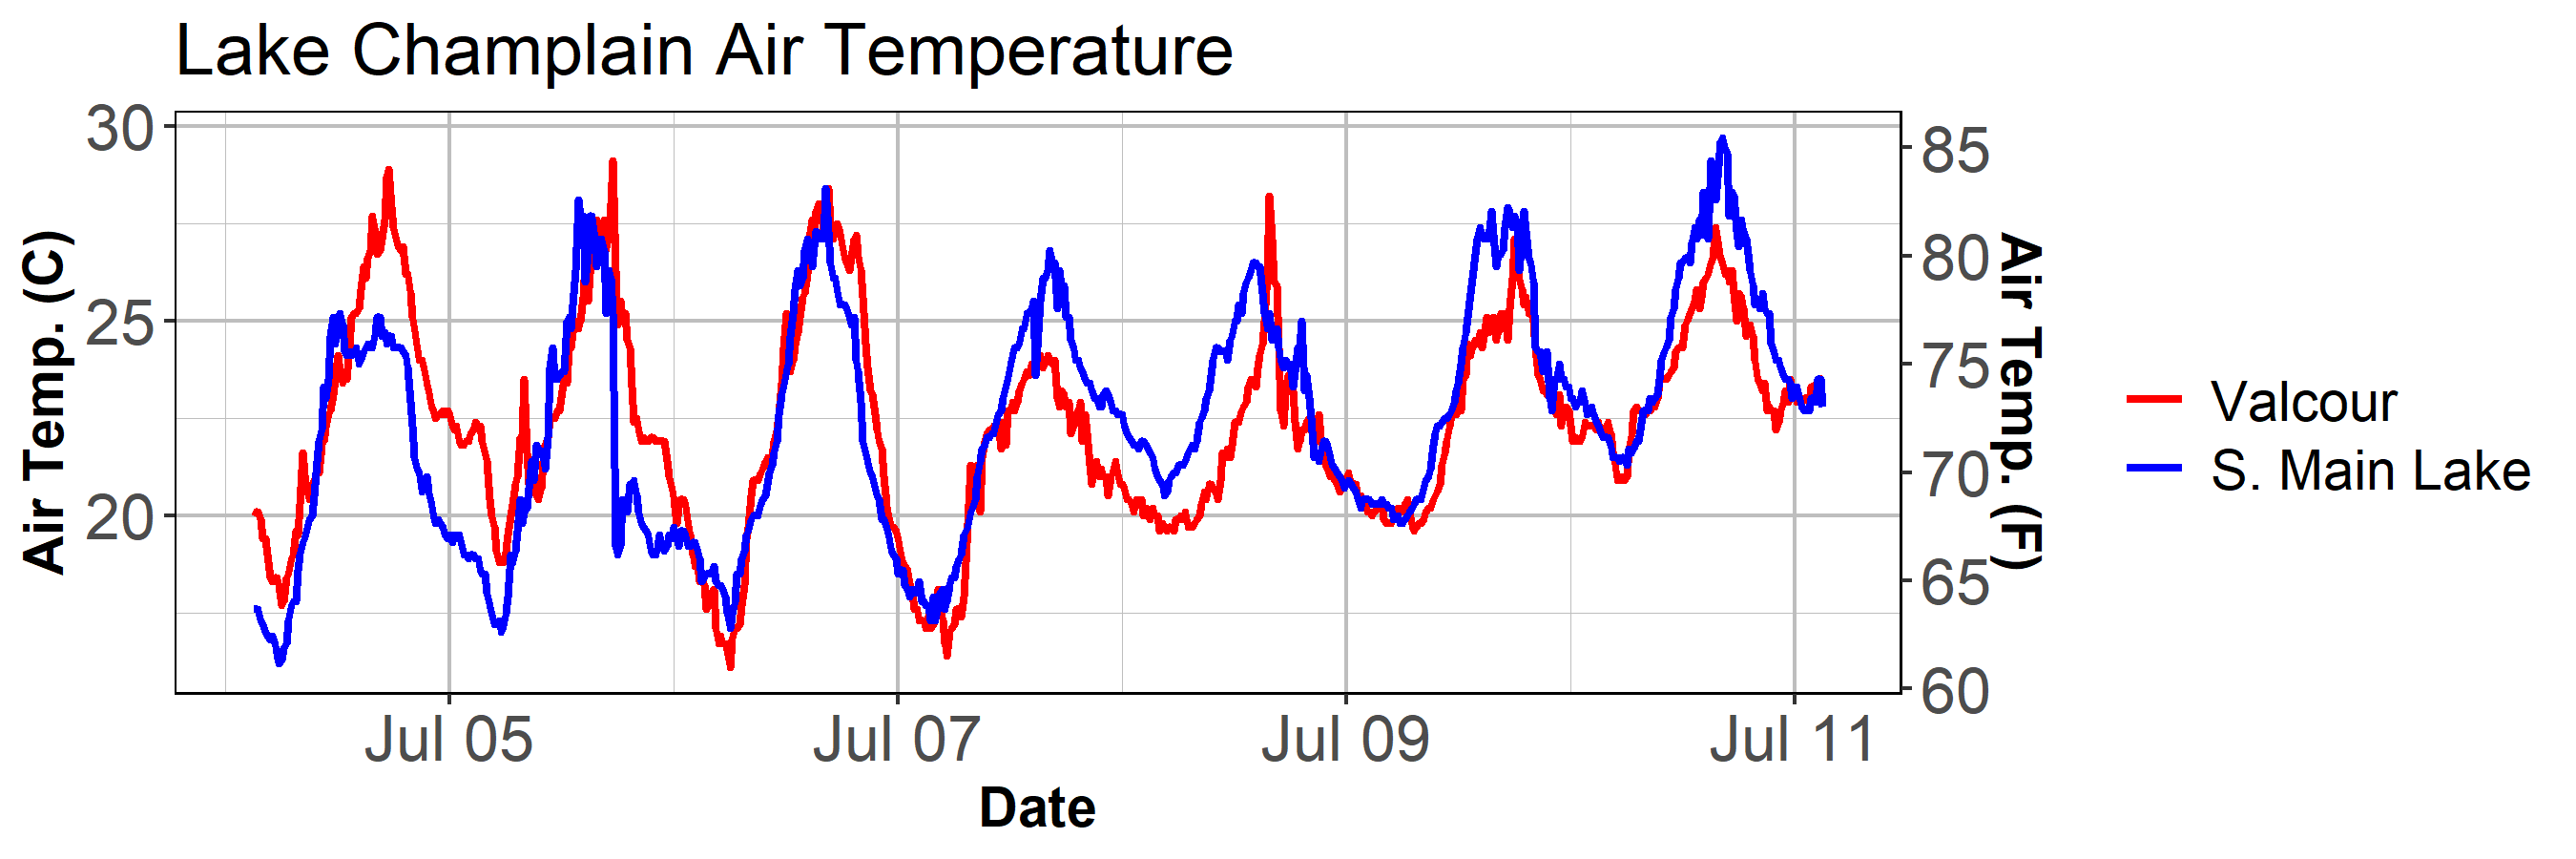 Lake Champlain Air Temperature
Air Temp. (C)
30
25
20
85
80
75
70
65
60
Air Temp. (F)
Jul 05 Jul 07 Jul 09 Jul 11
Date
Valcour
S. Main Lake